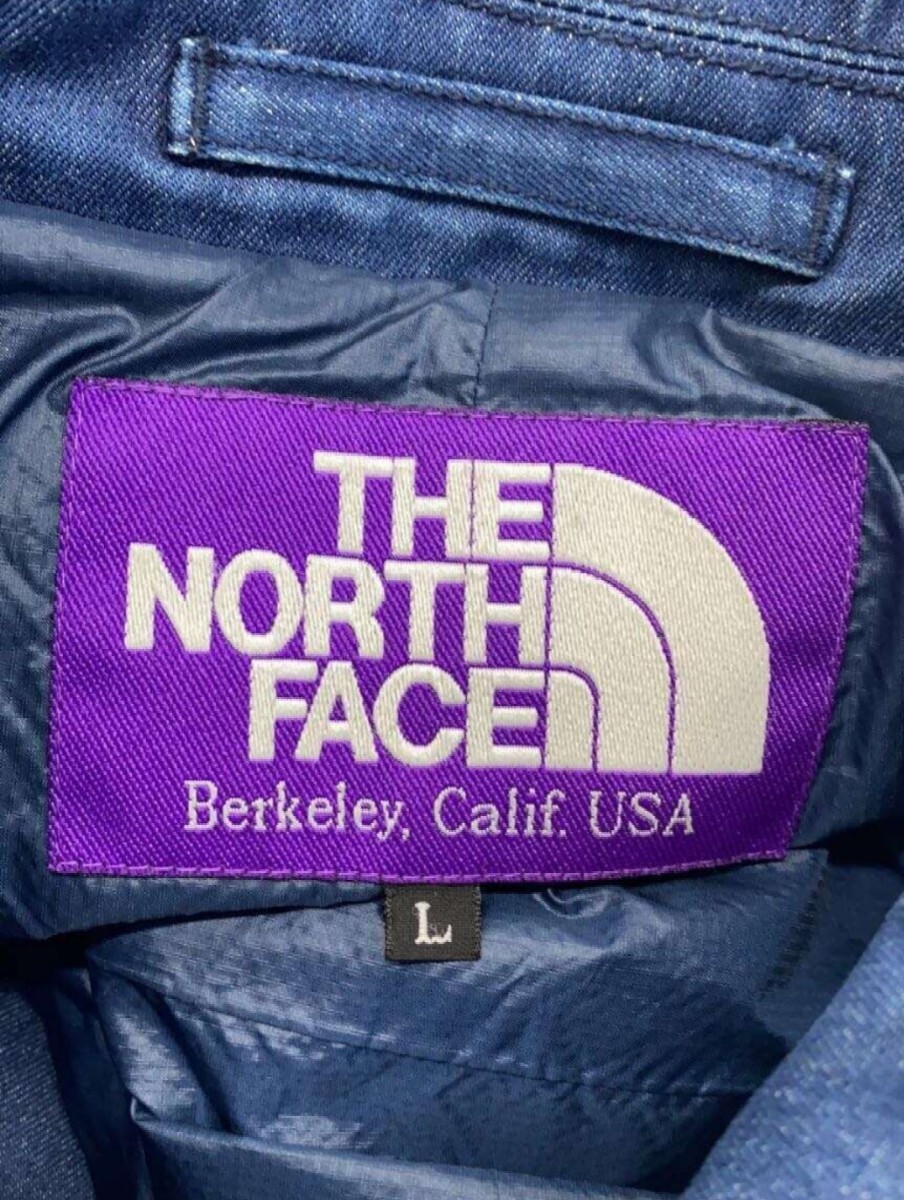 THE
NORTH
FACE
Berkeley, Calif. USA
L